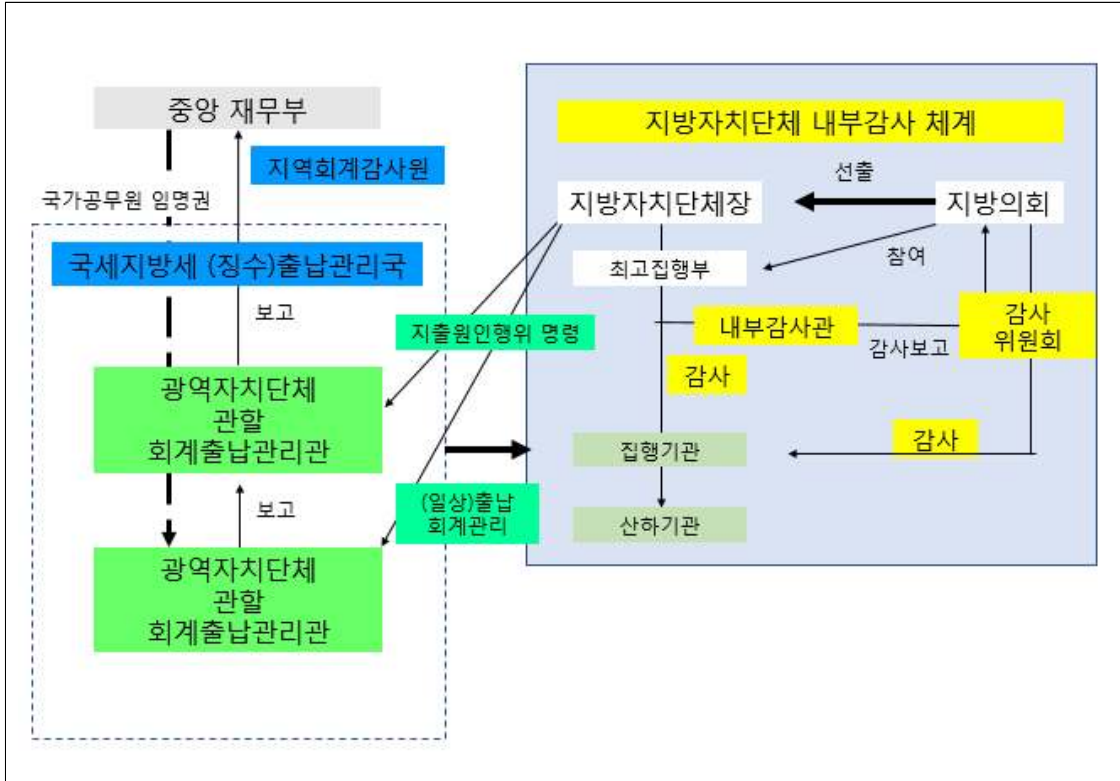 중앙 재무부
지역회계감사원
국가공무원 임명권
국세지방세 (징수)출납관리국
보고
광역자치단체
관할
회계출납관리관
보고
광역자치단체
관할
회계출납관리관
지출원인행위 명령
(일상)출납
회계관리
지방자치단체 내부감사 체계
선출
지방자치단체장
지방의회
참여
최고집행부
내부감사관
감사보고
감사
위원회
감사
감사
집행기관
산하기관